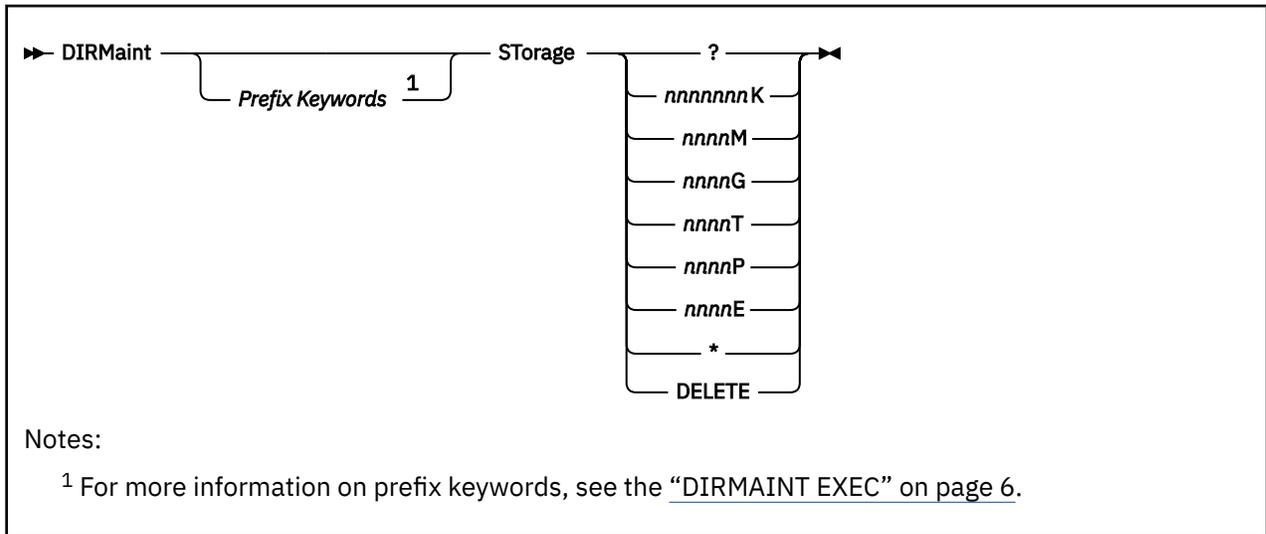 DIRMaint STorage ?
Prefix Keywords 1
nnnnnnnK
nnnnM
nnnnG
nnnnT
nnnnP
nnnnE
*
DELETE
Notes:
1 For more information on prefix keywords, see the “DIRMAINT EXEC” on page 6.